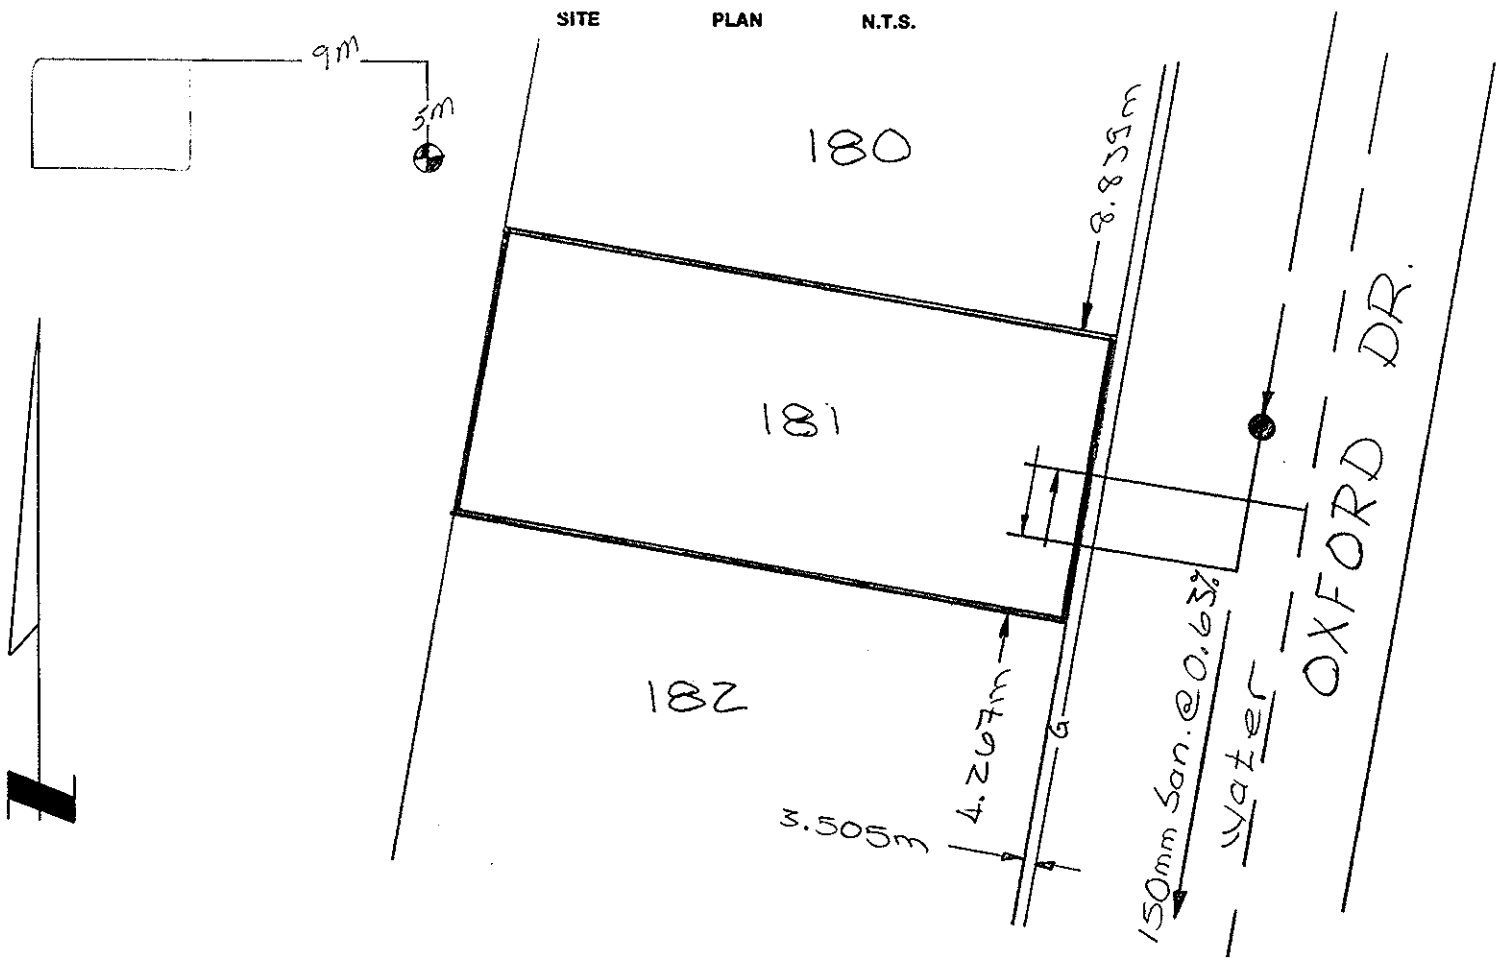 SITE PLAN N.T.S.
9m
5m
180
8.839m
181
182
4.267m
3.505m
G
150mm San. @ 0.63%
Water
OXFORD DR.